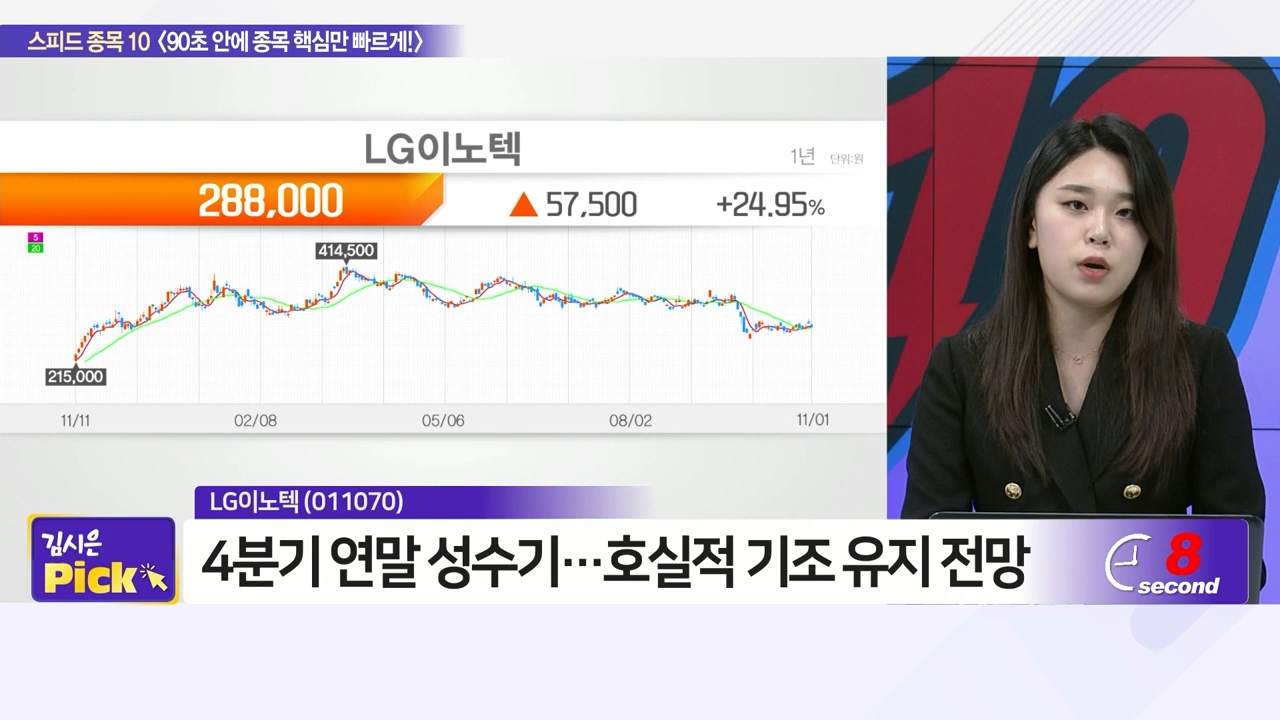 스피드 종목 10 <90초 안에 종목 핵심만 빠르게!>
LG이노텍
1년 단위:원
288,000 ▲ 57,500 +24.95%
5
20
414,500
215,000
11/11 02/08 05/06 08/02 11/01
LG이노텍 (011070)
김시은
Pick
4분기 연말 성수기…호실적 기조 유지 전망
8
second
10